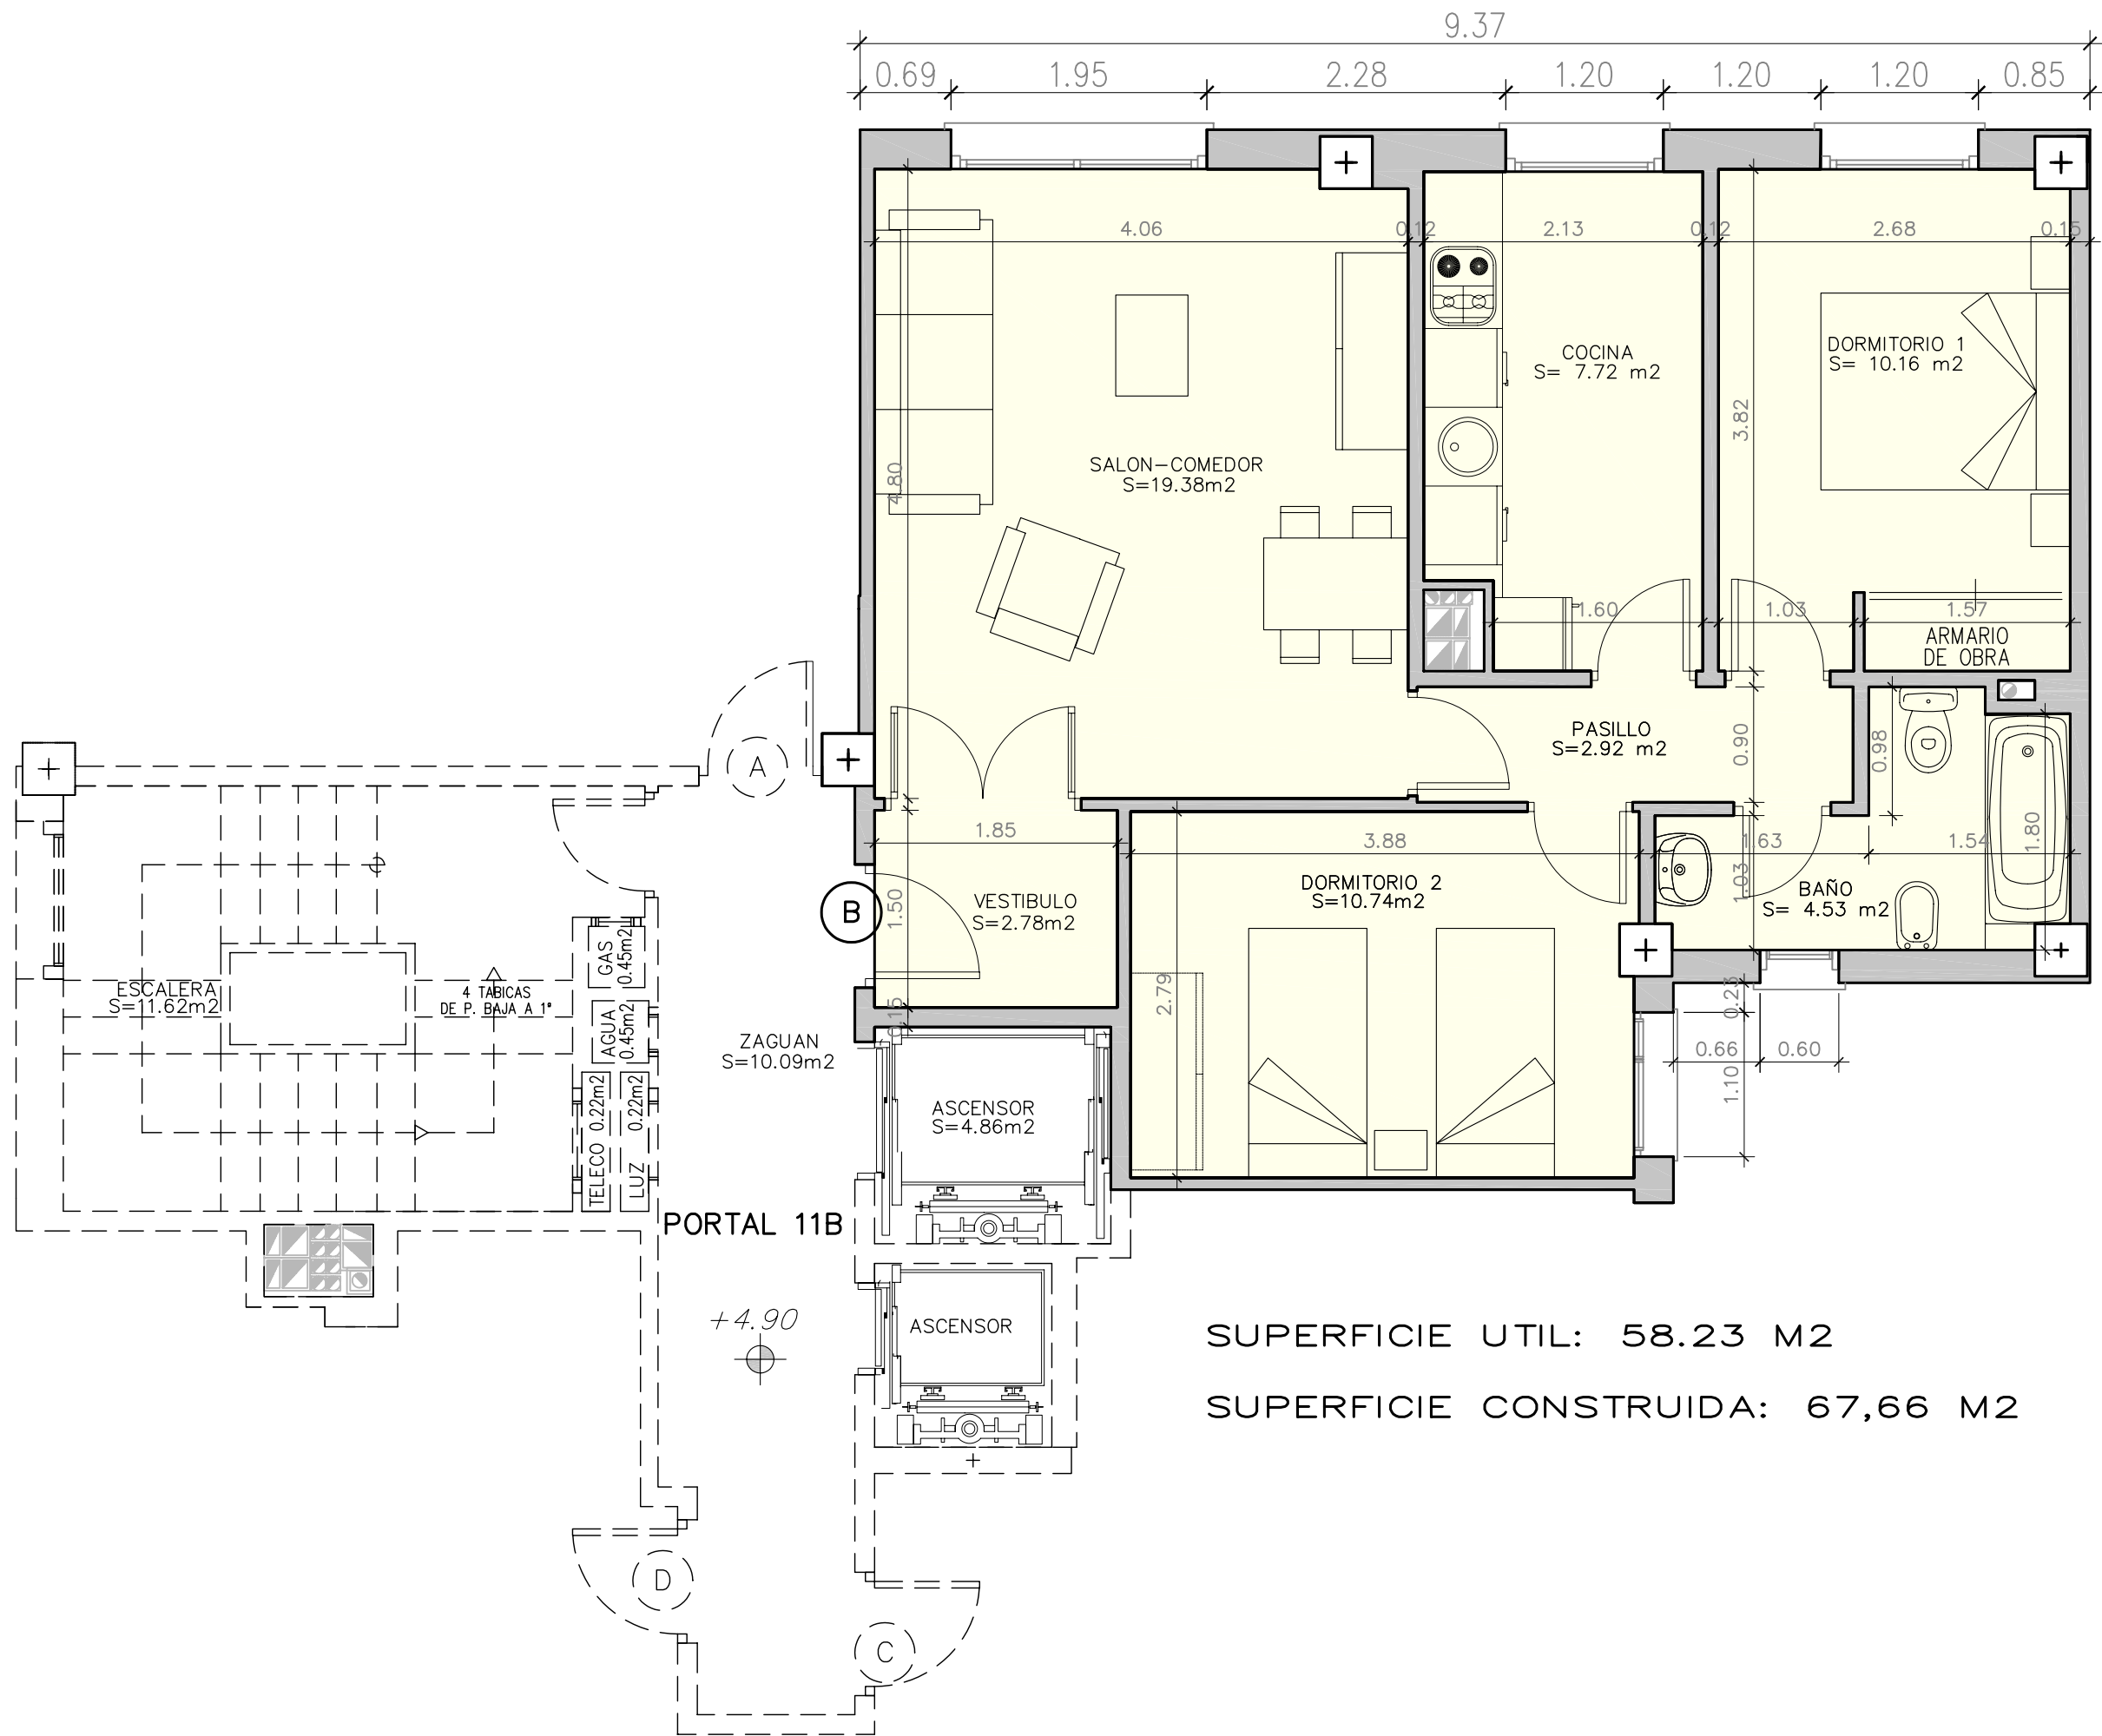 9.37
0.69 1.95 2.28 1.20 1.20 1.20 0.85
4.06 0.12 2.13 0.12 2.68 0.15
COCINA
S= 7.72 m2
DORMITORIO 1
S= 10.16 m2
3.82
4.80
SALON-COMEDOR
S=19.38m2
1.60 1.03 1.57
ARMARIO
DE OBRA
PASILLO
S=2.92 m2
0.90
0.98
A
1.85
3.88
1.63
1.54
1.80
1.03
1.50
B
VESTIBULO
S=2.78m2
DORMITORIO 2
S=10.74m2
BAÑO
S= 4.53 m2
GAS
0.45m2
ESCALERA
S=11.62m2
4 TABICAS
DE P. BAJA A 1ª
AGUA
0.45m2
2.79
0.15
0.23
ZAGUAN
S=10.09m2
0.66 0.60
1.10
TELECO 0.22m2
LUZ 0.22m2
ASCENSOR
S=4.86m2
PORTAL 11B
+4.90
ASCENSOR
SUPERFICIE UTIL: 58.23 M2
SUPERFICIE CONSTRUIDA: 67,66 M2
D
C